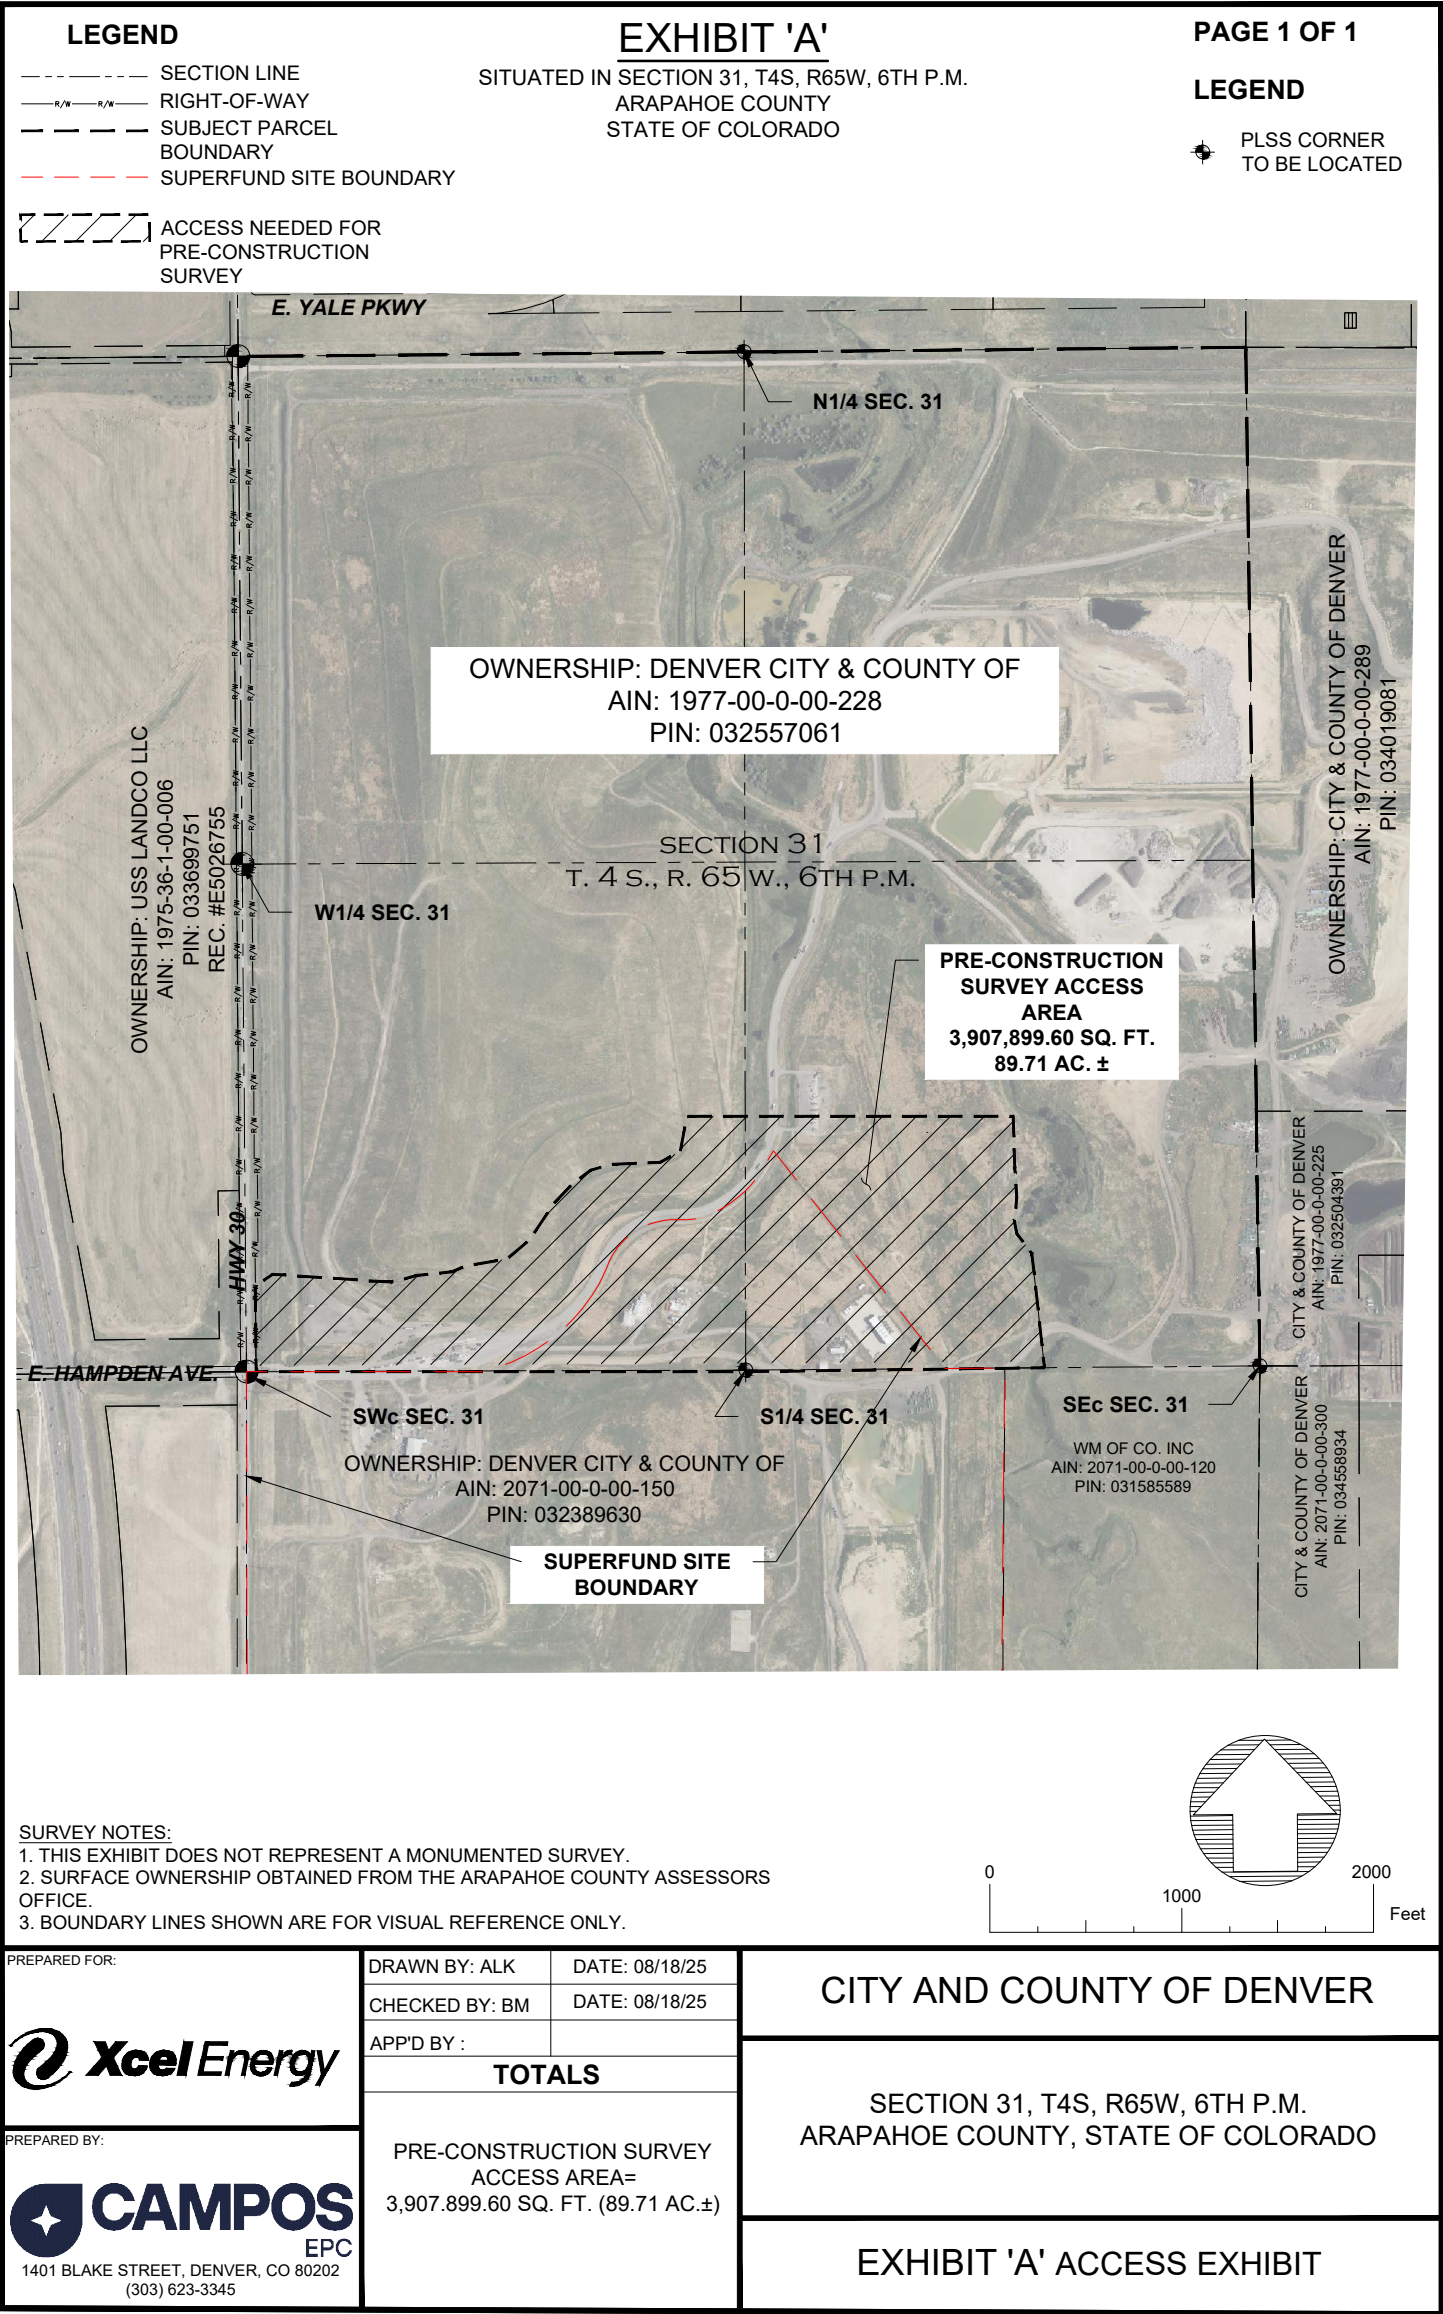 LEGEND
SECTION LINE
R/W R/W RIGHT-OF-WAY
SUBJECT PARCEL
BOUNDARY
SUPERFUND SITE BOUNDARY
ACCESS NEEDED FOR
PRE-CONSTRUCTION
SURVEY
EXHIBIT 'A'
SITUATED IN SECTION 31, T4S, R65W, 6TH P.M.
ARAPAHOE COUNTY
STATE OF COLORADO
PAGE 1 OF 1
LEGEND
PLSS CORNER
TO BE LOCATED
E. YALE PKWY
N1/4 SEC. 31
OWNERSHIP: DENVER CITY & COUNTY OF
AIN: 1977-00-0-00-228
PIN: 032557061
OWNERSHIP: USS LANDCO LLC
AIN: 1975-36-1-00-006
PIN: 033699751
REC. #E5026755
OWNERSHIP: CITY & COUNTY OF DENVER
AIN: 1977-00-0-00-289
PIN: 034019081
SECTION 31
T. 4 S., R. 65 W., 6TH P.M.
W1/4 SEC. 31
PRE-CONSTRUCTION
SURVEY ACCESS
AREA
3,907,899.60 SQ. FT.
89.71 AC. ±
HWY 30
CITY & COUNTY OF DENVER
AIN: 1977-00-0-00-225
PIN: 032504391
E. HAMPDEN AVE.
SWc SEC. 31
S1/4 SEC. 31
SEc SEC. 31
OWNERSHIP: DENVER CITY & COUNTY OF
AIN: 2071-00-0-00-150
PIN: 032389630
WM OF CO. INC
AIN: 2071-00-0-00-120
PIN: 031585589
CITY & COUNTY OF DENVER
AIN: 2071-00-0-00-300
PIN: 034558934
SUPERFUND SITE
BOUNDARY
SURVEY NOTES:
1. THIS EXHIBIT DOES NOT REPRESENT A MONUMENTED SURVEY.
2. SURFACE OWNERSHIP OBTAINED FROM THE ARAPAHOE COUNTY ASSESSORS
OFFICE.
3. BOUNDARY LINES SHOWN ARE FOR VISUAL REFERENCE ONLY.
0
1000
2000
Feet
PREPARED FOR:
Xcel Energy
PREPARED BY:
CAMPOS
EPC
1401 BLAKE STREET, DENVER, CO 80202
(303) 623-3345
DRAWN BY: ALK DATE: 08/18/25
CHECKED BY: BM DATE: 08/18/25
APP'D BY :
TOTALS
PRE-CONSTRUCTION SURVEY
ACCESS AREA=
3,907.899.60 SQ. FT. (89.71 AC.±)
CITY AND COUNTY OF DENVER
SECTION 31, T4S, R65W, 6TH P.M.
ARAPAHOE COUNTY, STATE OF COLORADO
EXHIBIT 'A' ACCESS EXHIBIT